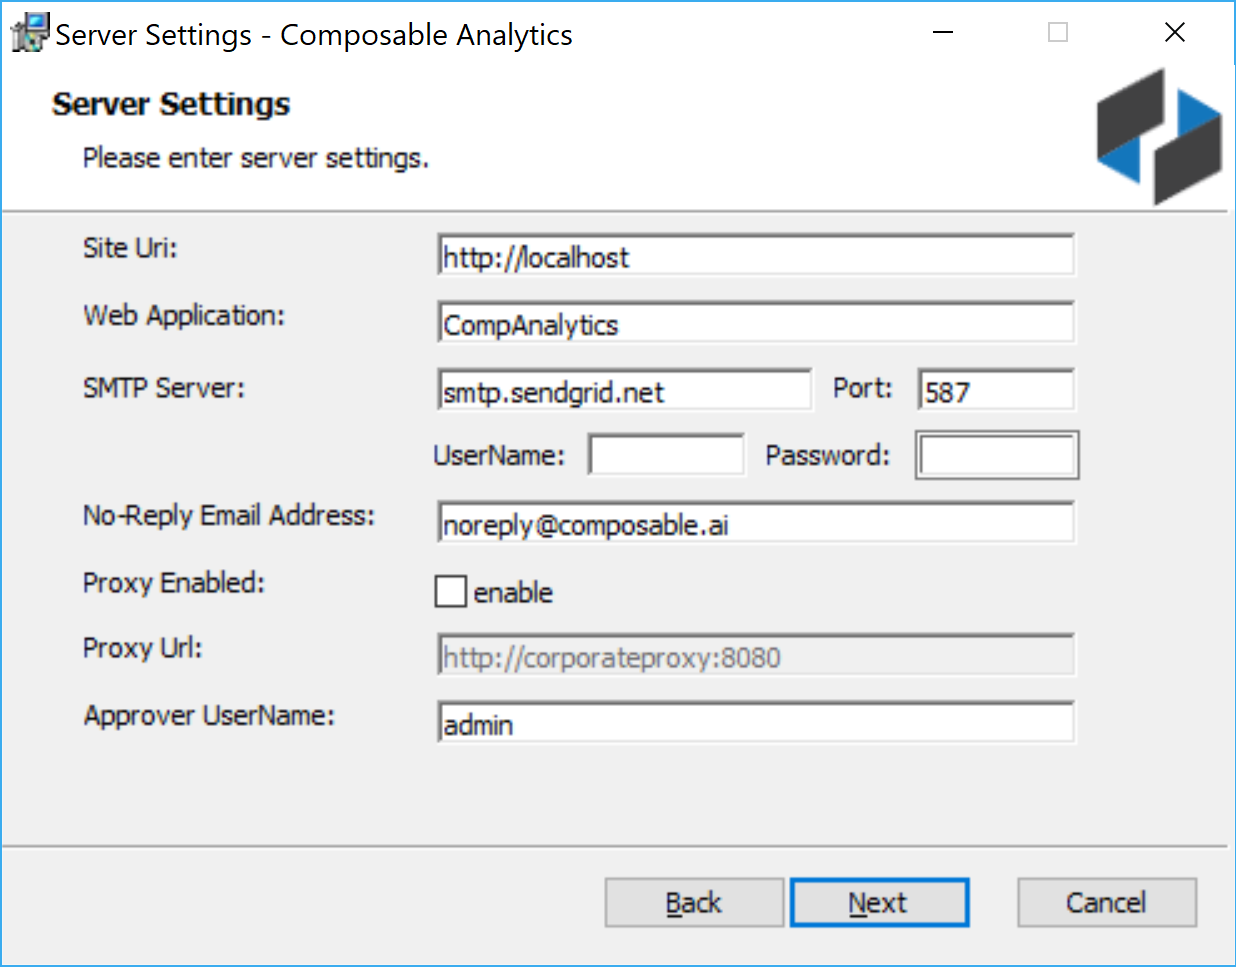 Server Settings - Composable Analytics
Server Settings
Please enter server settings.
Site Uri: http://localhost
Web Application: CompAnalytics
SMTP Server: smtp.sendgrid.net Port: 587
UserName: Password:
No-Reply Email Address: noreply@composable.ai
Proxy Enabled: enable
Proxy Url: http://corporateproxy:8080
Approver UserName: admin
Back Next Cancel